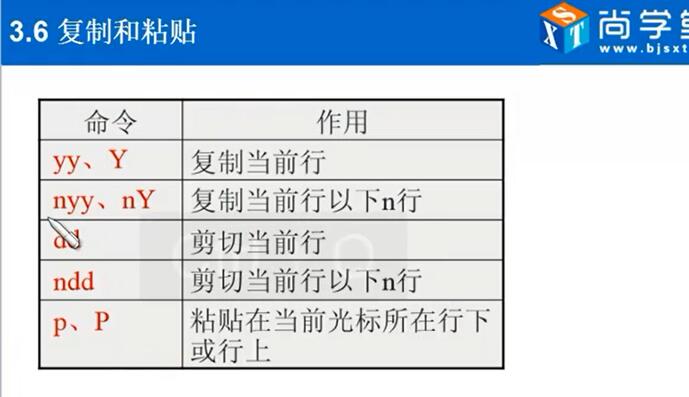 3.6 复制和粘贴
SXT 尚学
www.bjsxt
命令 作用
yy、Y 复制当前行
nyy、nY 复制当前行以下n行
dd 剪切当前行
ndd 剪切当前行以下n行
p、P 粘贴在当前光标所在行下
或行上